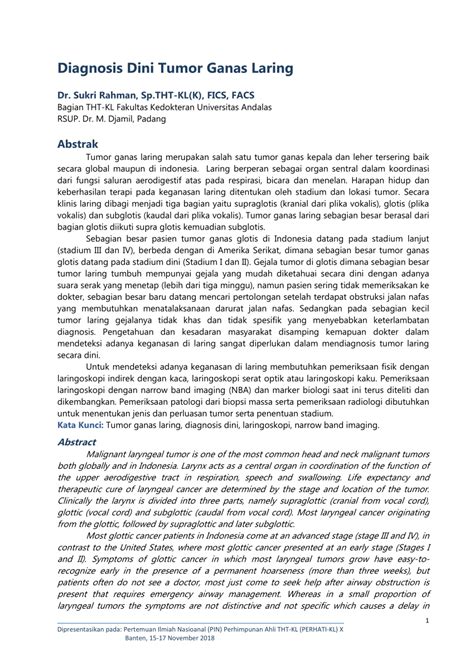 Diagnosis Dini Tumor Ganas Laring
Dr. Sukri Rahman, Sp.THT-KL(K), FICS, FACS
Bagian THT-KL Fakultas Kedokteran Universitas Andalas
RSUP. Dr. M. Djamil, Padang
Abstrak
Tumor ganas laring merupakan salah satu tumor ganas kepala dan leher tersering baik
secara global maupun di indonesia. Laring berperan sebagai organ sentral dalam koordinasi
dari fungsi saluran aerodigestif atas pada respirasi, bicara dan menelan. Harapan hidup dan
keberhasilan terapi pada keganasan laring ditentukan oleh stadium dan lokasi tumor. Secara
klinis laring dibagi menjadi tiga bagian yaitu supraglotis (kranial dari plika vokalis), glotis (plika
vokalis) dan subglotis (kaudal dari plika vokalis). Tumor ganas laring sebagian besar berasal dari
bagian glotis diikuti supra glotis kemuadian subglotis.
Sebagian besar pasien tumor ganas glotis di Indonesia datang pada stadium lanjut
(stadium III dan IV), berbeda dengan di Amerika Serikat, dimana sebagian besar tumor ganas
glotis datang pada stadium dini (Stadium I dan II). Gejala tumor di glotis dimana sebagian besar
tumor laring tumbuh mempunyai gejala yang mudah diketahuai secara dini dengan adanya
suara serak yang menetap (lebih dari tiga minggu), namun pasien sering tidak memeriksakan ke
dokter, sebagian besar baru datang mencari pertolongan setelah terdapat obstruksi jalan nafas
yang membutuhkan menatalaksanaan darurat jalan nafas. Sedangkan pada sebagian kecil
tumor laring gejalanya tidak khas dan tidak spesifik yang menyebabkan keterlambatan
diagnosis. Pengetahuan dan kesadaran masyarakat disamping kemapuan dokter dalam
mendeteksi adanya keganasan di laring sangat diperlukan dalam mendiagnosis tumor laring
secara dini.
Untuk mendeteksi adanya keganasan di laring membutuhkan pemeriksaan fisik dengan
laringoskopi indirek dengan kaca, laringoskopi serat optik atau laringoskopi kaku. Pemeriksaan
laringoskopi dengan narrow band imaging (NBA) dan marker biologi saat ini terus diteliti dan
dikembangkan. Pemeriksaan patologi dari biopsi massa serta pemeriksaan radiologi dibutuhkan
untuk menentukan jenis dan perluasan tumor serta penentuan stadium.
Kata Kunci: Tumor ganas laring, diagnosis dini, laringoskopi, narrow band imaging.
Abstract
Malignant laryngeal tumor is one of the most common head and neck malignant tumors
both globally and in Indonesia. Larynx acts as a central organ in coordination of the function of
the upper aerodigestive tract in respiration, speech and swallowing. Life expectancy and
therapeutic cure of laryngeal cancer are determined by the stage and location of the tumor.
Clinically the larynx is divided into three parts, namely supraglottic (cranial from vocal cord),
glottic (vocal cord) and subglottic (caudal from vocal cord). Most laryngeal cancer originating
from the glottic, followed by supraglottic and later subglottic.
Most glottic cancer patients in Indonesia come at an advanced stage (stage III and IV), in
contrast to the United States, where most glottic cancer presented at an early stage (Stages I
and II). Symptoms of glottic cancer in which most laryngeal tumors grow have easy-to-
recognize early in the presence of a permanent hoarseness (more than three weeks), but
patients often do not see a doctor, most just come to seek help after airway obstruction is
present that requires emergency airway management. Whereas in a small proportion of
laryngeal tumors the symptoms are not distinctive and not specific which causes a delay in
1
Dipresentasikan pada: Pertemuan Ilmiah Nasioanal (PIN) Perhimpunan Ahli THT-KL (PERHATI-KL) X
Banten, 15-17 November 2018